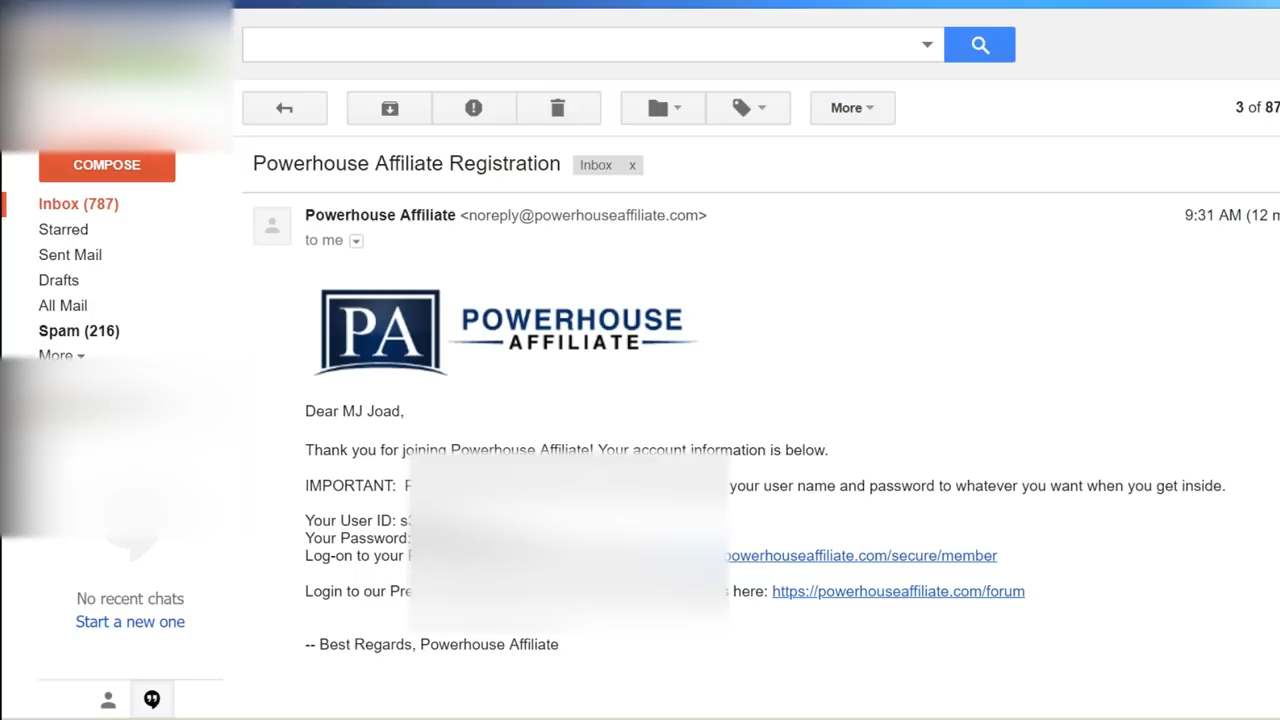 More
3 of 87
COMPOSE
Powerhouse Affiliate Registration Inbox x
Inbox (787)
Starred
Sent Mail
Drafts
All Mail
Spam (216)
More
Powerhouse Affiliate <noreply@powerhouseaffiliate.com>
9:31 AM (12 m
to me
PA POWERHOUSE
AFFILIATE
Dear MJ Joad,
Thank you for joining Powerhouse Affiliate! Your account information is below.
IMPORTANT: your user name and password to whatever you want when you get inside.
Your User ID:
Your Password:
Log-on to your powerhouseaffiliate.com/secure/member
Login to our here: https://powerhouseaffiliate.com/forum
-- Best Regards, Powerhouse Affiliate
No recent chats
Start a new one